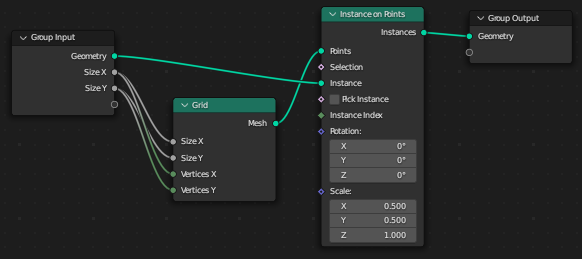 Group Input
Geometry
Size X
Size Y
Grid
Mesh
Size X
Size Y
Vertices X
Vertices Y
Instance on Points
Instances
Points
Selection
Instance
Pick Instance
Instance Index
Rotation:
X 0°
Y 0°
Z 0°
Scale:
X 0.500
Y 0.500
Z 1.000
Group Output
Geometry